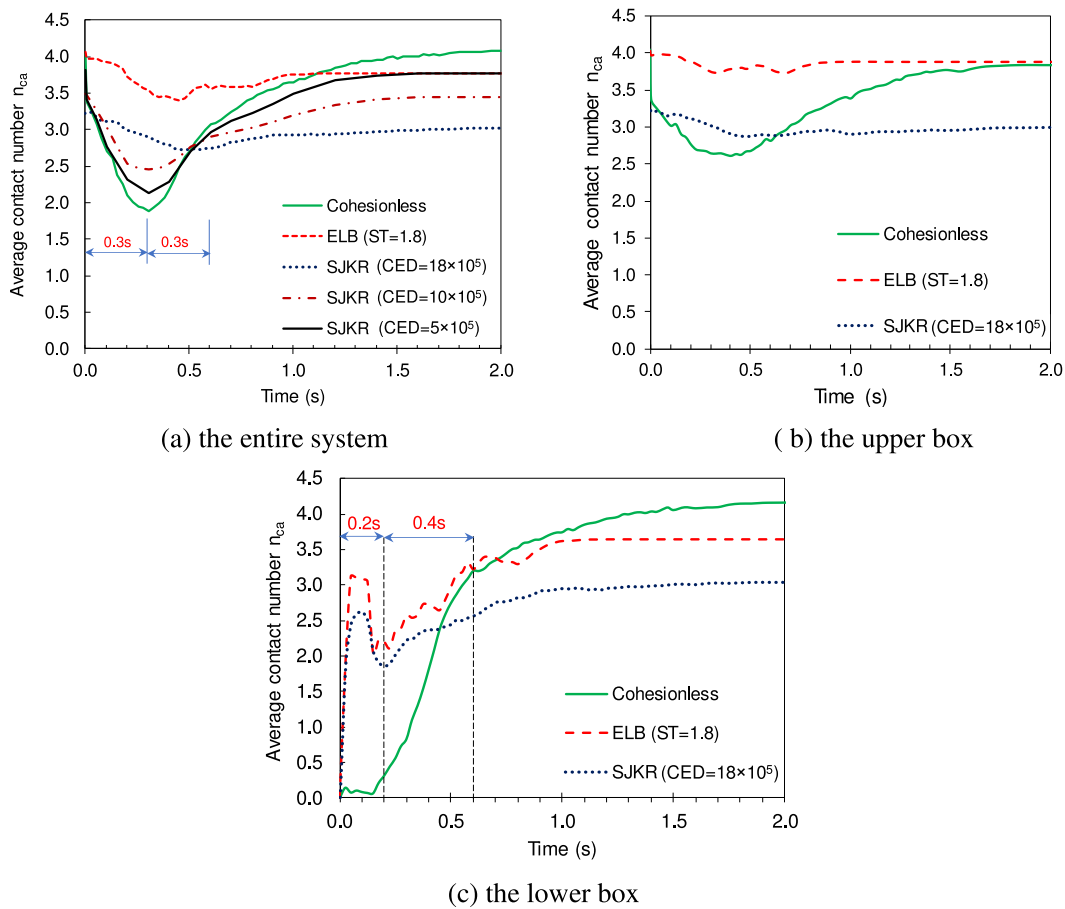 4.5
4.0
3.5
3.0
2.5
2.0
1.5
1.0
0.5
0.0
Average contact number n_ca
0.3s
0.3s
Cohesionless
ELB (ST=1.8)
SJKR (CED=18×10⁵)
SJKR (CED=10×10⁵)
SJKR (CED=5×10⁵)
0.0 0.5 1.0 1.5 2.0
Time (s)
(a) the entire system
4.5
4.0
3.5
3.0
2.5
2.0
1.5
1.0
0.5
0.0
Average contact number n_ca
Cohesionless
ELB (ST=1.8)
SJKR (CED=18×10⁵)
0.0 0.5 1.0 1.5 2.0
Time (s)
( b) the upper box
4.5
4.0
3.5
3.0
2.5
2.0
1.5
1.0
0.5
0.0
Average contact number n_ca
0.2s
0.4s
Cohesionless
ELB (ST=1.8)
SJKR (CED=18×10⁵)
0.0 0.5 1.0 1.5 2.0
Time (s)
(c) the lower box